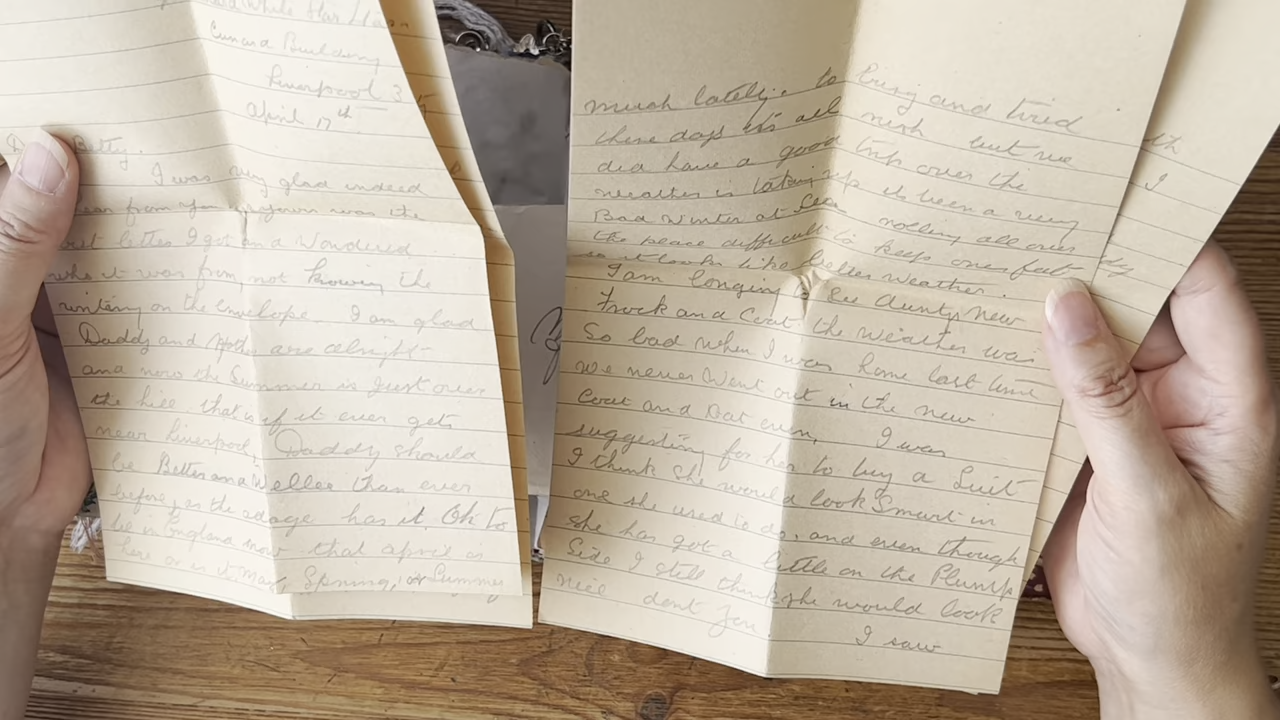 White Star Line
Cunard Building
Liverpool 3
April 17th
Betty.
I was very glad indeed
from you yours was the
letter I got and Wondered
who it was from, not knowing the
writing on the envelope. I am glad
Daddy and are alright
and now the Summer is just over
the hill that is if it ever gets
near Liverpool, Daddy should
be Better and Wellee than ever
before, as the adage has it, Oh to
be in England now that April is
here or is it May Spring, or Summer
much lately. to busy and tired
these days its all rush but we
did have a good trip over the
weather is taking up its been a very
Bad Winter at Sea rolling all over
the place difficult to keep ones feet
so it looks like better weather.
I am longing to see Auntys new
Frock and Coat the weather was
So bad when I was home last time
we never Went out in the new
Coat and Oat even, I was
suggesting for her to buy a Suit
I think She would look Smart in
one she used to do, and even though
she has got a little on the Plump
Side I still think she would look
nice dont you
I saw
th
I